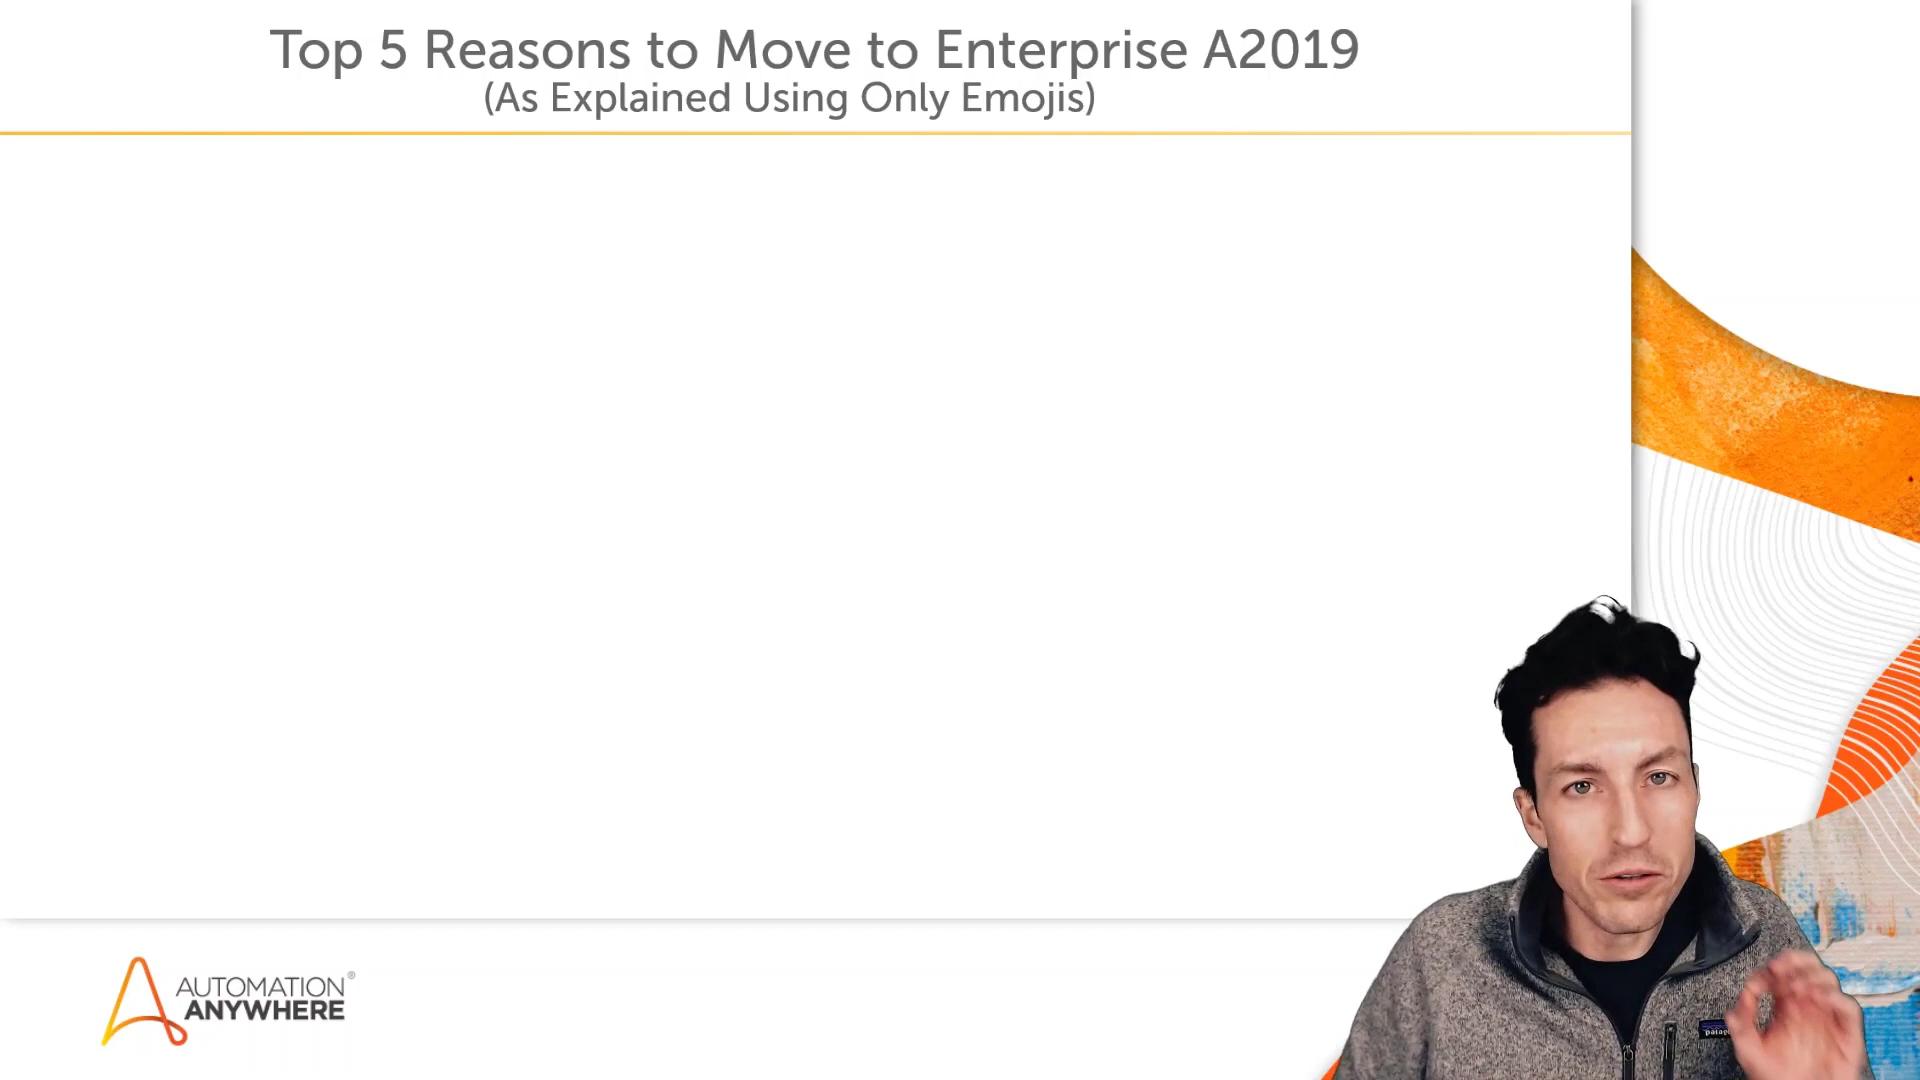 Top 5 Reasons to Move to Enterprise A2019
(As Explained Using Only Emojis)
AUTOMATION®
ANYWHERE